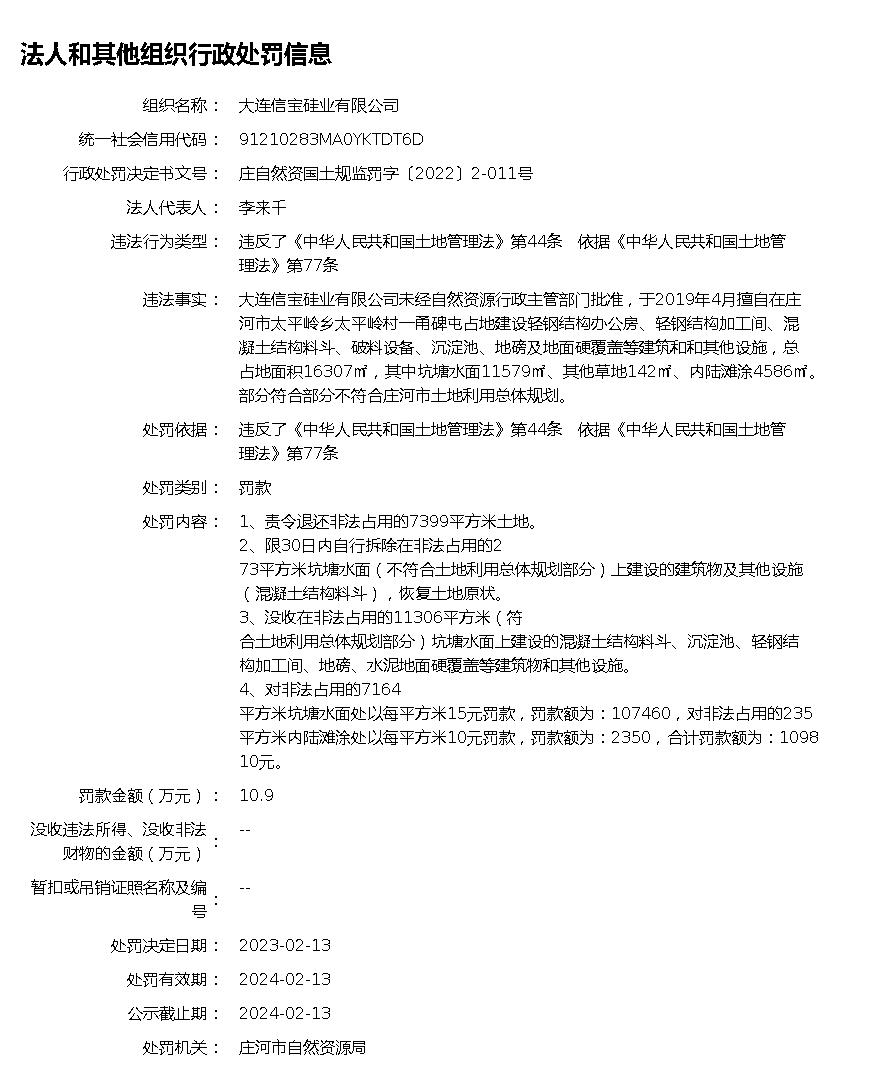 法人和其他组织行政处罚信息
组织名称： 大连信宝硅业有限公司
统一社会信用代码： 91210283MA0YKTDT6D
行政处罚决定书文号： 庄自然资国土规监罚字〔2022〕2-011号
法人代表人： 李来千
违法行为类型： 违反了《中华人民共和国土地管理法》第44条 依据《中华人民共和国土地管
理法》第77条
违法事实： 大连信宝硅业有限公司未经自然资源行政主管部门批准，于2019年4月擅自在庄
河市太平岭乡太平岭村一甬碑屯占地建设轻钢结构办公房、轻钢结构加工间、混
凝土结构料斗、破料设备、沉淀池、地磅及地面硬覆盖等建筑和和其他设施，总
占地面积16307㎡，其中坑塘水面11579㎡、其他草地142㎡、内陆滩涂4586㎡。
部分符合部分不符合庄河市土地利用总体规划。
处罚依据： 违反了《中华人民共和国土地管理法》第44条 依据《中华人民共和国土地管
理法》第77条
处罚类别： 罚款
处罚内容： 1、责令退还非法占用的7399平方米土地。
2、限30日内自行拆除在非法占用的2
73平方米坑塘水面（不符合土地利用总体规划部分）上建设的建筑物及其他设施
（混凝土结构料斗），恢复土地原状。
3、没收在非法占用的11306平方米（符
合土地利用总体规划部分）坑塘水面上建设的混凝土结构料斗、沉淀池、轻钢结
构加工间、地磅、水泥地面硬覆盖等建筑物和其他设施。
4、对非法占用的7164
平方米坑塘水面处以每平方米15元罚款，罚款额为：107460，对非法占用的235
平方米内陆滩涂处以每平方米10元罚款，罚款额为：2350，合计罚款额为：1098
10元。
罚款金额（万元）： 10.9
没收违法所得、没收非法
财物的金额（万元）： --
暂扣或吊销证照名称及编
号： --
处罚决定日期： 2023-02-13
处罚有效期： 2024-02-13
公示截止期： 2024-02-13
处罚机关： 庄河市自然资源局